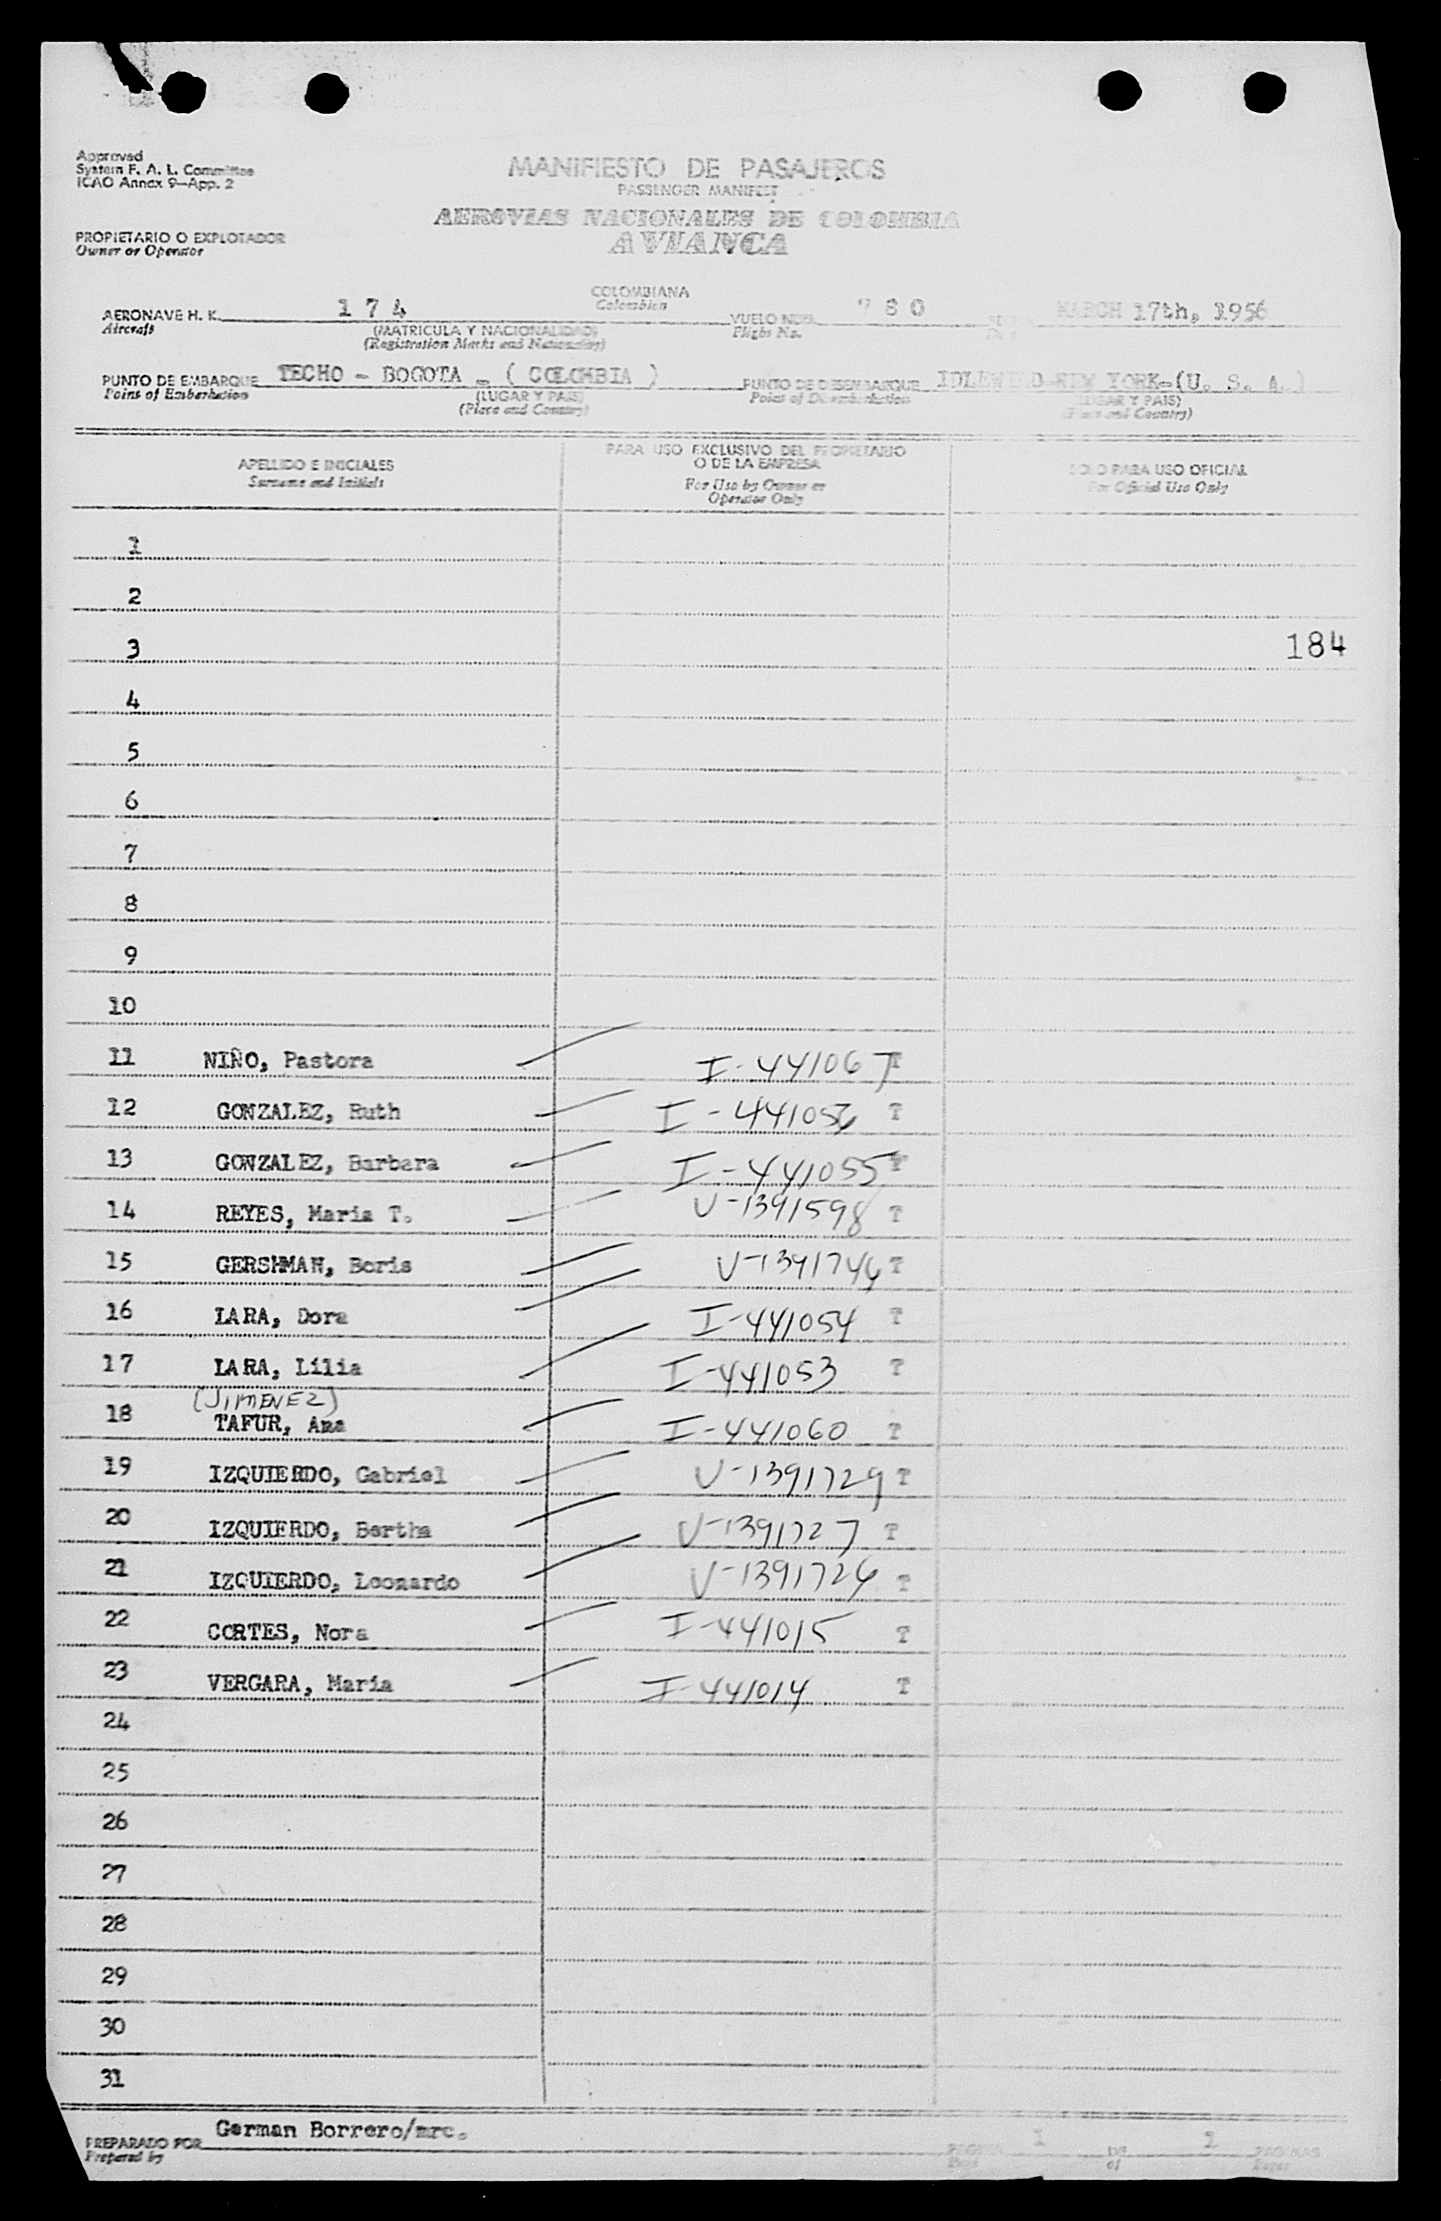 Approved
System F. A. L. Committee
ICAO Annex 9—App. 2
MANIFIESTO DE PASAJEROS
PASSENGER MANIFEST
AEROVIAS NACIONALES DE COLOMBIA
AVIANCA
PROPIETARIO O EXPLOTADOR
Owner or Operator
COLOMBIANA
Colombian
AERONAVE H. K. 174 VUELO NUM. 780 MARCH 17th, 1956
Aircraft (MATRICULA Y NACIONALIDAD) Flight No.
(Registration Marks and Nationality)
PUNTO DE EMBARQUE TECHO - BOGOTA - ( COLOMBIA ) PUNTO DE DESEMBARQUE IDLEWILD-NEW YORK-(U. S. A.)
Points of Embarkation (LUGAR Y PAIS) Point of Disembarkation (LUGAR Y PAIS)
(Place and Country) (Place and Country)
APELLIDO E INICIALES
Surname and Initials
PARA USO EXCLUSIVO DEL PROPIETARIO
O DE LA EMPRESA
For Use by Owner or
Operator Only
SOLO PARA USO OFICIAL
For Official Use Only
1
2
3 184
4
5
6
7
8
9
10
11 NIÑO, Pastora I-441067 T
12 GONZALEZ, Ruth I-441056 T
13 GONZALEZ, Barbara I-441055 T
14 REYES, Maria T. V-1391598 T
15 GERSHMAN, Boris V-1391746 T
16 LARA, Dora I-441054 T
17 LARA, Lilia I-441053 T
(JIMENEZ)
18 TAFUR, Ana I-441060 T
19 IZQUIERDO, Gabriel V-1391729 T
20 IZQUIERDO, Bertha V-1391727 T
21 IZQUIERDO, Leonardo V-1391726 T
22 CORTES, Nora I-441015 T
23 VERGARA, Maria I-441014 T
24
25
26
27
28
29
30
31
PREPARADO POR German Borrero/mrc.
Prepared by
PAGINA 1 DE 1 PAGINAS
of